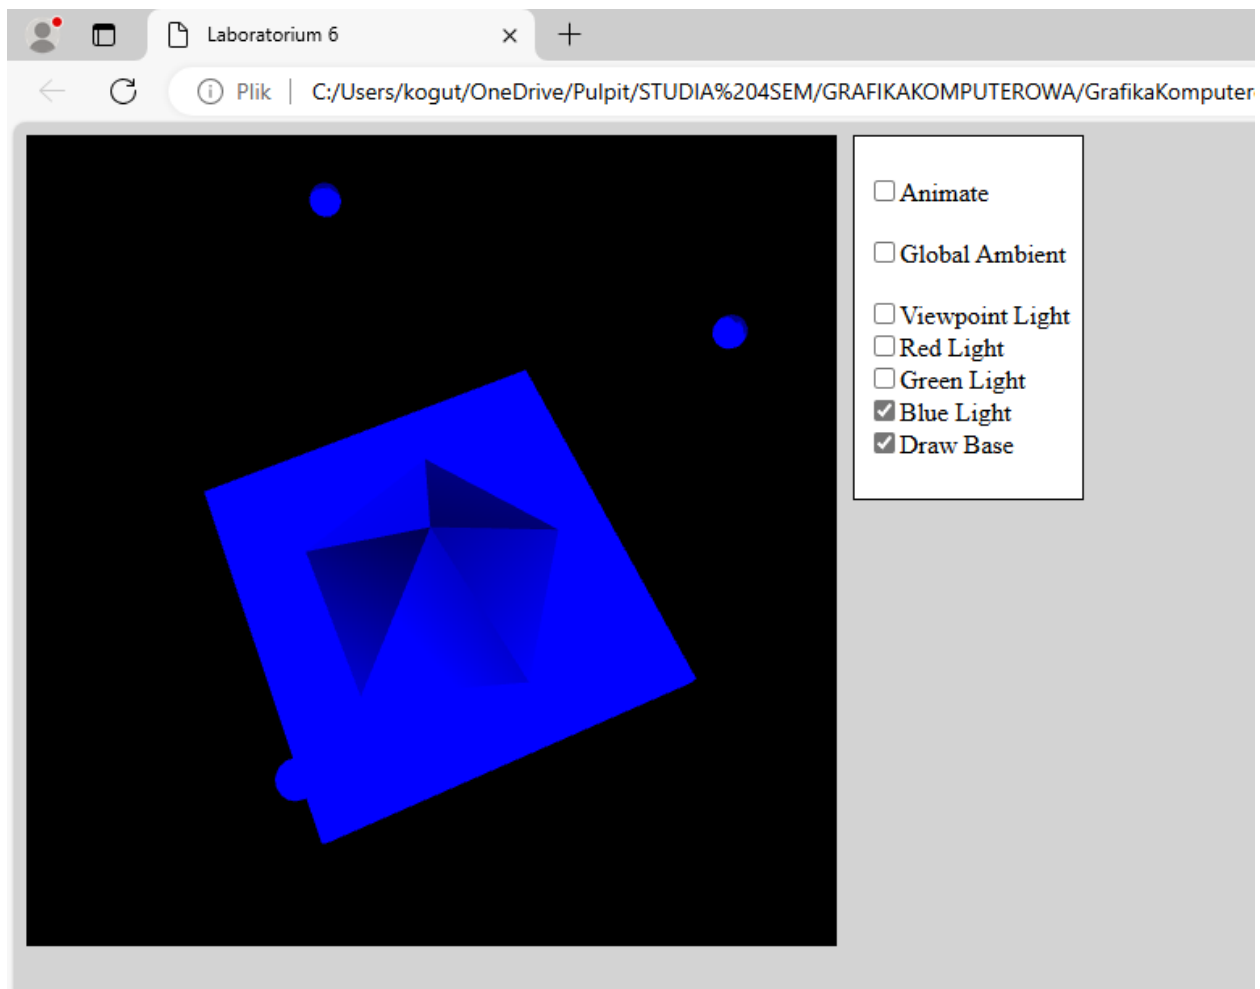 Laboratorium 6
Plik C:/Users/kogut/OneDrive/Pulpit/STUDIA%204SEM/GRAFIKAKOMPUTEROWA/GrafikaKomputer
Animate
Global Ambient
Viewpoint Light
Red Light
Green Light
Blue Light
Draw Base